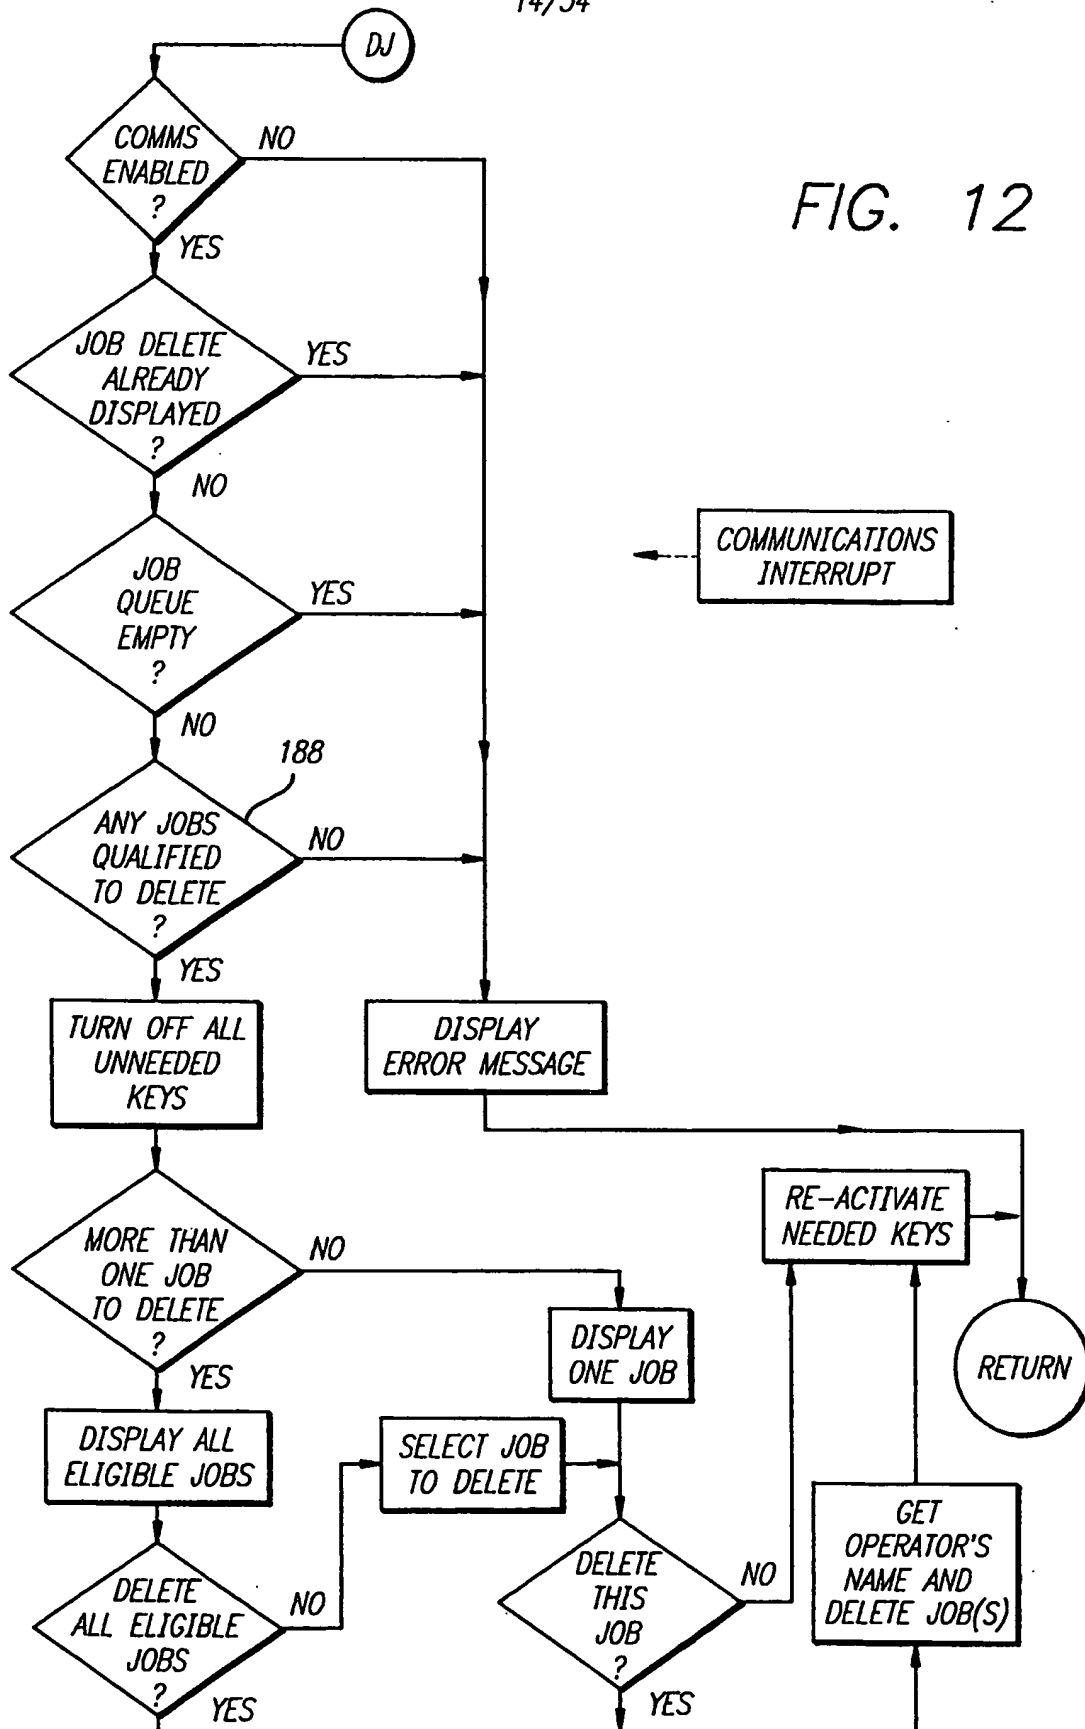 14/54
DJ
COMMS
ENABLED
?
NO
YES
FIG. 12
JOB DELETE
ALREADY
DISPLAYED
?
YES
NO
COMMUNICATIONS
INTERRUPT
JOB
QUEUE
EMPTY
?
YES
NO
188
ANY JOBS
QUALIFIED
TO DELETE
?
NO
YES
TURN OFF ALL
UNNEEDED
KEYS
DISPLAY
ERROR MESSAGE
RE-ACTIVATE
NEEDED KEYS
MORE THAN
ONE JOB
TO DELETE
?
NO
YES
DISPLAY
ONE JOB
RETURN
DISPLAY ALL
ELIGIBLE JOBS
SELECT JOB
TO DELETE
GET
OPERATOR'S
NAME AND
DELETE JOB(S)
DELETE
ALL ELIGIBLE
JOBS
?
NO
YES
DELETE
THIS
JOB
?
NO
YES